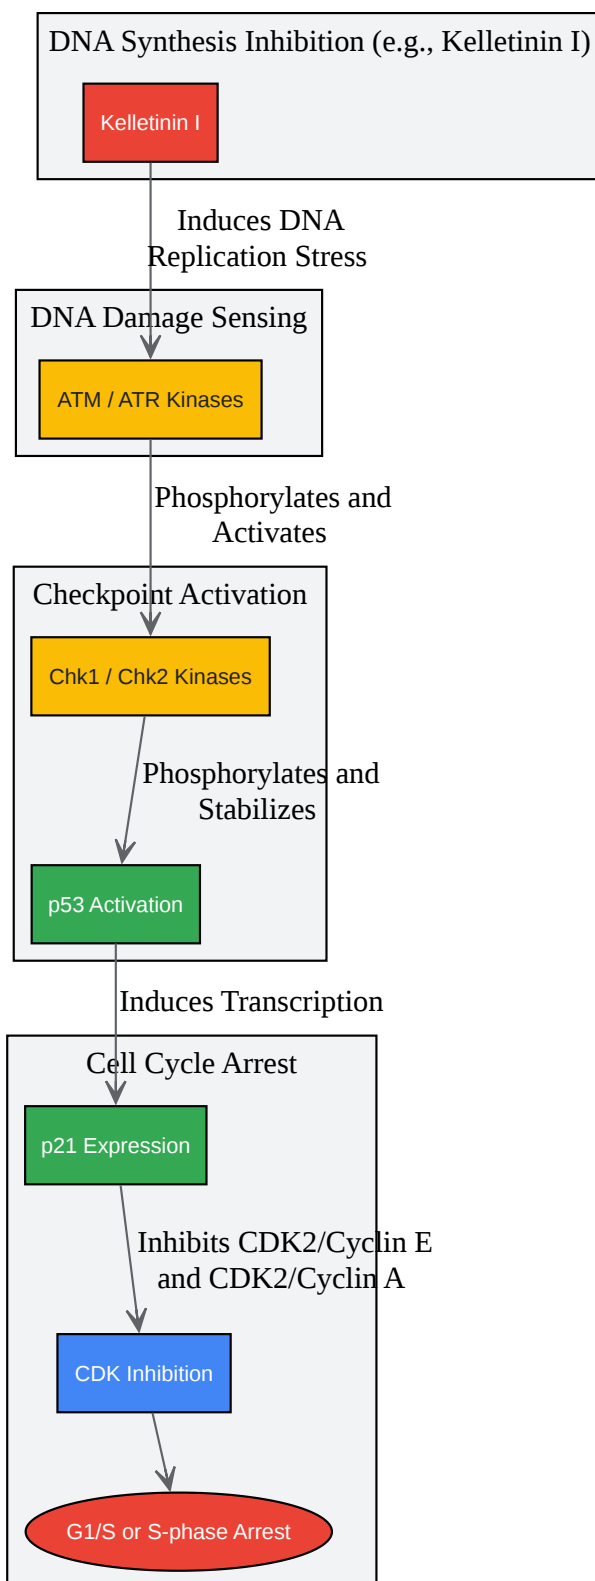 DNA Synthesis Inhibition (e.g., Kelletinin I)
Kelletinin I
Induces DNA
Replication Stress
DNA Damage Sensing
ATM / ATR Kinases
Phosphorylates and
Activates
Checkpoint Activation
Chk1 / Chk2 Kinases
Phosphorylates and
Stabilizes
p53 Activation
Induces Transcription
Cell Cycle Arrest
p21 Expression
Inhibits CDK2/Cyclin E
and CDK2/Cyclin A
CDK Inhibition
G1/S or S-phase Arrest